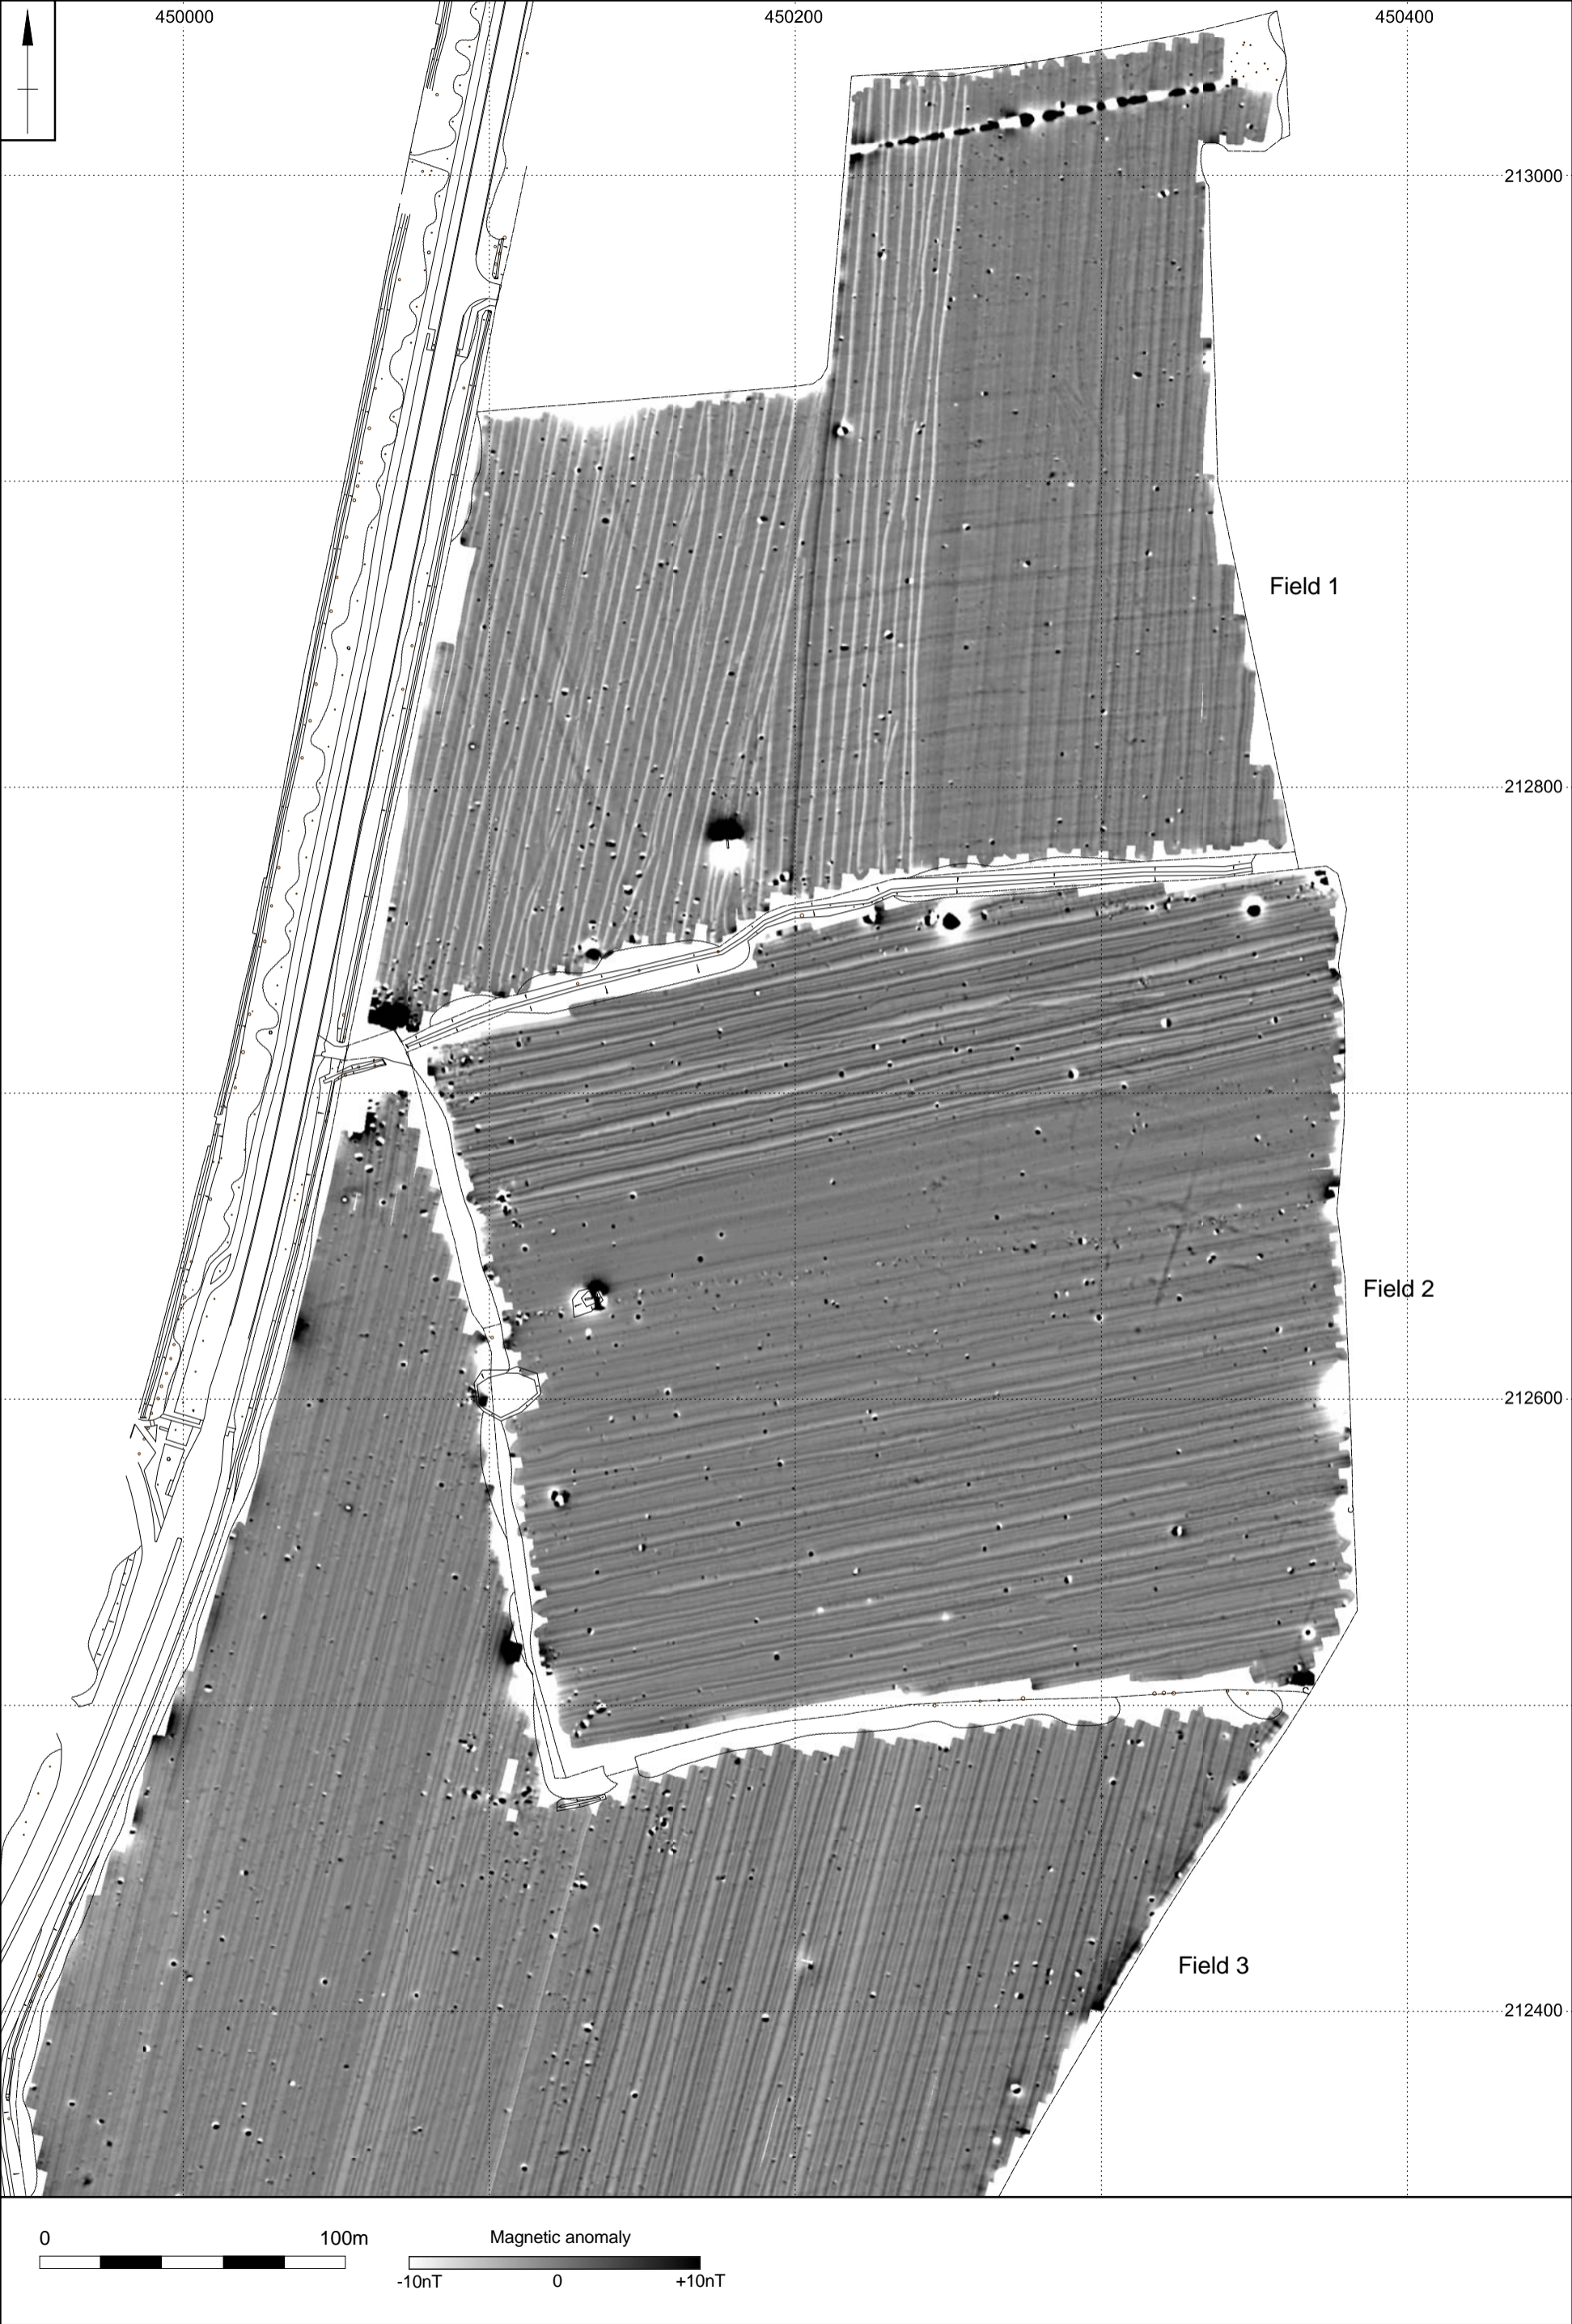 450000 450200 450400
213000
Field 1
212800
Field 2
212600
Field 3
212400
0 100m Magnetic anomaly
-10nT 0 +10nT